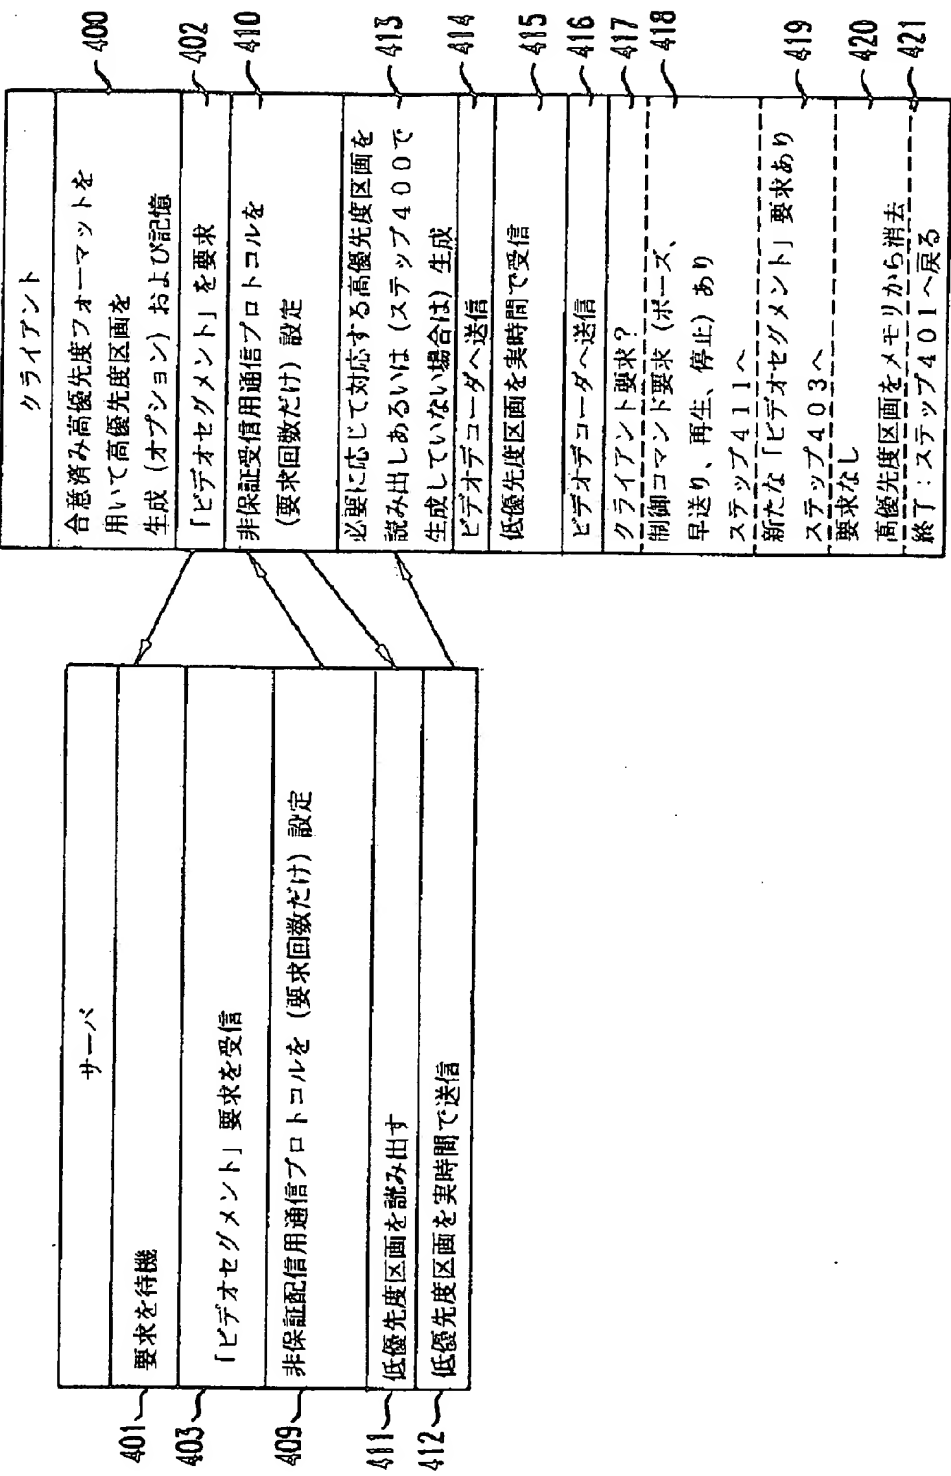 サーバ
要求を待機
「ビデオセグメント」要求を受信
非保証配信用通信プロトコルを(要求回数だけ)設定
低優先度区画を読み出す
低優先度区画を実時間で送信
401
403
409
411
412
クライアント
合意済み高優先度フォーマットを
用いて高優先度区画を
生成(オプション)および記憶
「ビデオセグメント」を要求
非保証受信用通信プロトコルを
(要求回数だけ)設定
必要に応じて対応する高優先度区画を
読み出しあるいは(ステップ400で
生成していない場合は)生成
ビデオデコーダへ送信
低優先度区画を実時間で受信
ビデオデコーダへ送信
クライアント要求?
制御コマンド要求(ポーズ、
早送り、再生、停止)あり
ステップ411へ
新たな「ビデオセグメント」要求あり
ステップ403へ
要求なし
高優先度区画をメモリから消去
終了:ステップ401へ戻る
400
402
410
413
414
415
416
417
418
419
420
421